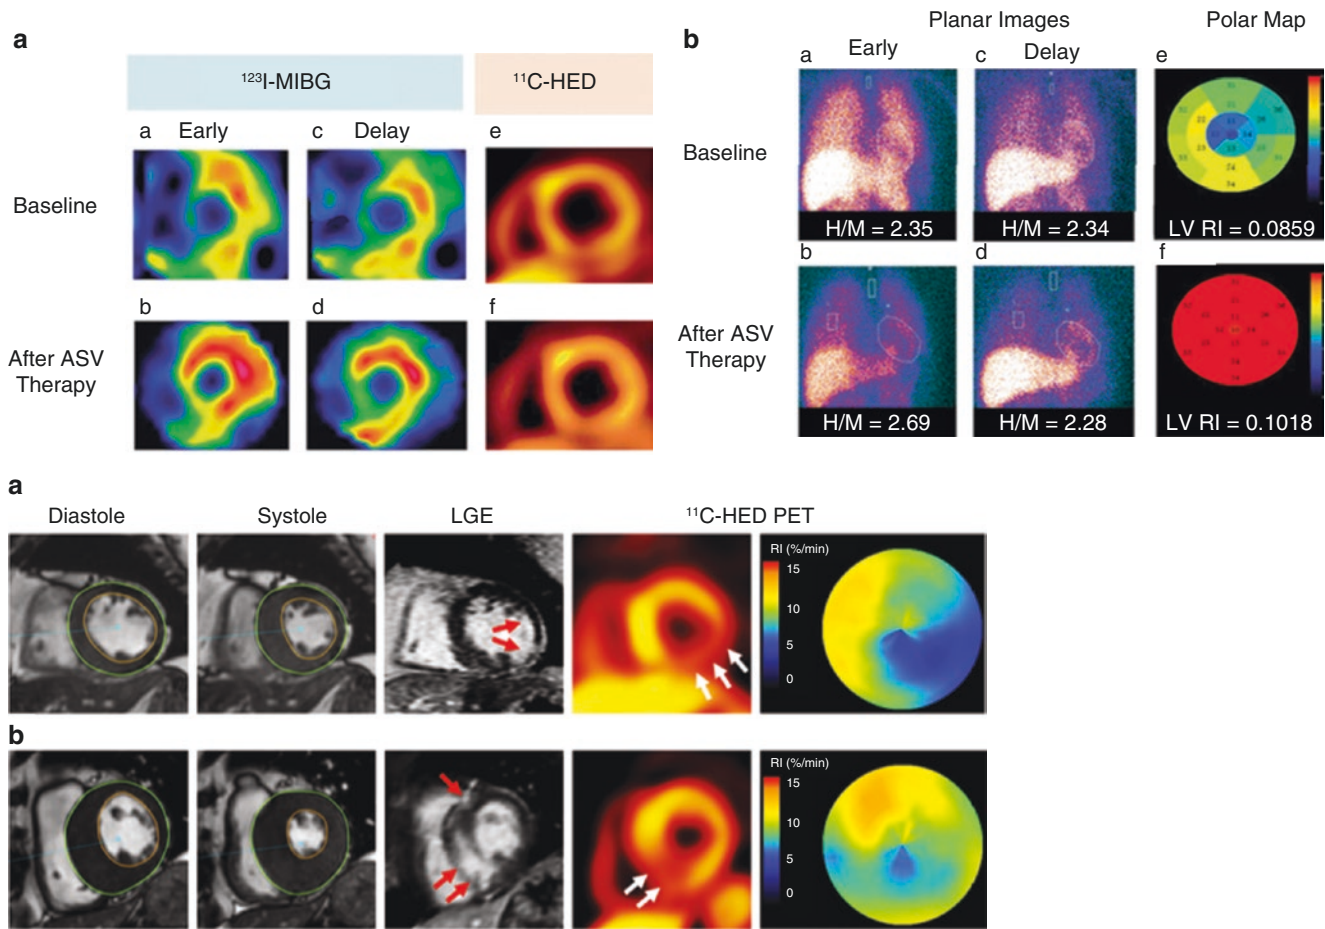 a
¹²³I-MIBG
¹¹C-HED
a Early
c Delay
e
Baseline
b
d
f
After ASV
Therapy
b
Planar Images
Polar Map
a Early
c Delay
e
Baseline
H/M = 2.35
H/M = 2.34
LV RI = 0.0859
b
d
f
After ASV
Therapy
H/M = 2.69
H/M = 2.28
LV RI = 0.1018
a
Diastole
Systole
LGE
¹¹C-HED PET
RI (%/min)
15
10
5
0
b
RI (%/min)
15
10
5
0